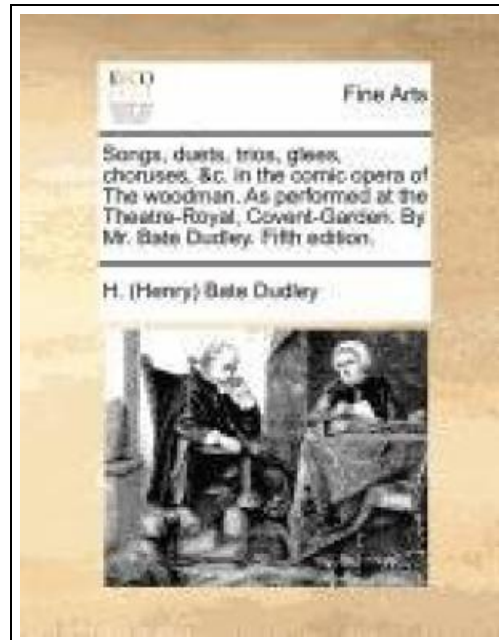 ECCO
Fine Arts
Songs, duets, trios, glees,
choruses, &c. in the comic opera of
The woodman. As performed at the
Theatre-Royal, Covent-Garden. By
Mr. Bate Dudley. Fifth edition.
H. (Henry) Bate Dudley